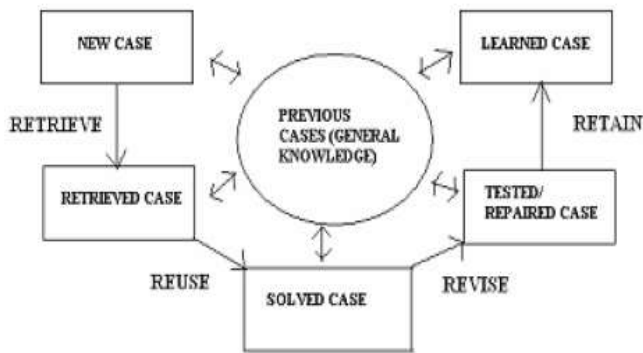 NEW CASE
LEARNED CASE
RETRIEVE
PREVIOUS
CASES (GENERAL
KNOWLEDGE)
RETAIN
RETRIEVED CASE
TESTED/
REPAIRED CASE
REUSE
SOLVED CASE
REVISE